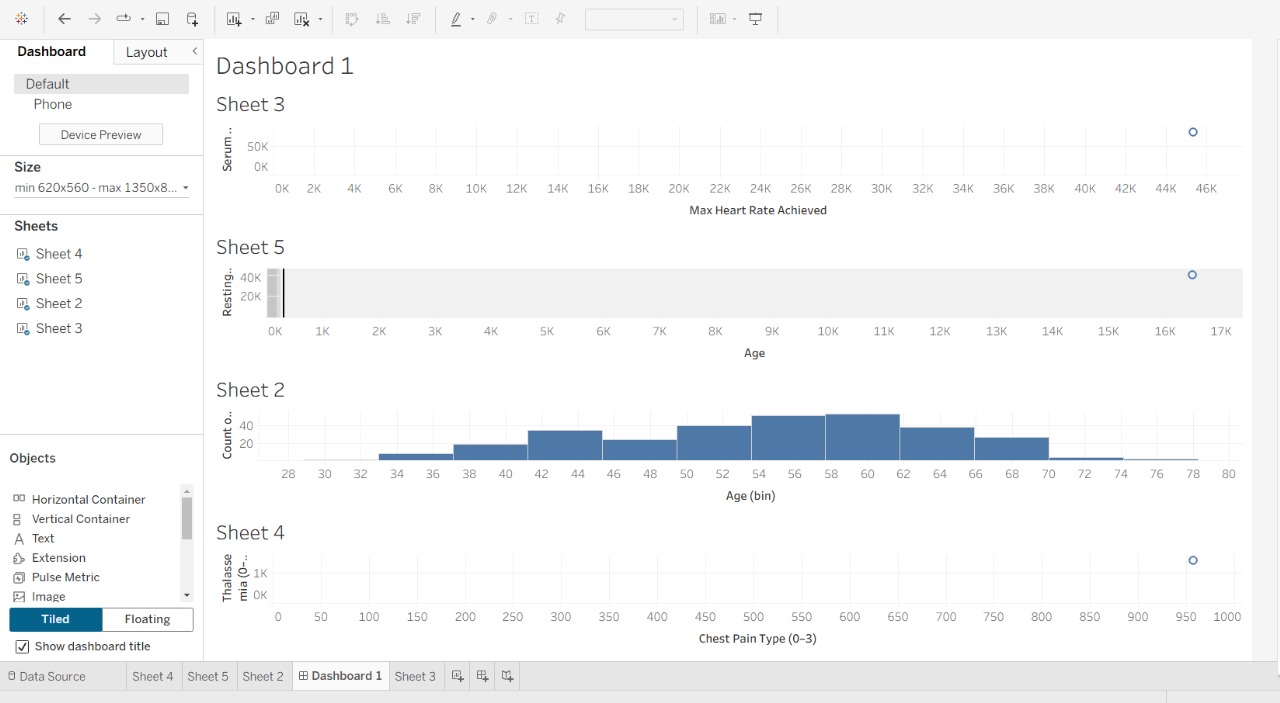 Dashboard
Layout
Default
Phone
Device Preview
Size
min 620x560 - max 1350x8...
Sheets
Sheet 4
Sheet 5
Sheet 2
Sheet 3
Objects
Horizontal Container
Vertical Container
A Text
Extension
Pulse Metric
Image
Tiled Floating
Show dashboard title
Dashboard 1
Sheet 3
Serum ..
50K
0K
0K 2K 4K 6K 8K 10K 12K 14K 16K 18K 20K 22K 24K 26K 28K 30K 32K 34K 36K 38K 40K 42K 44K 46K
Max Heart Rate Achieved
Sheet 5
Resting..
40K
20K
0K 1K 2K 3K 4K 5K 6K 7K 8K 9K 10K 11K 12K 13K 14K 15K 16K 17K
Age
Sheet 2
Count o..
40
20
28 30 32 34 36 38 40 42 44 46 48 50 52 54 56 58 60 62 64 66 68 70 72 74 76 78 80
Age (bin)
Sheet 4
Thalasse
mia (0–..
1K
0K
0 50 100 150 200 250 300 350 400 450 500 550 600 650 700 750 800 850 900 950 1000
Chest Pain Type (0–3)
Data Source Sheet 4 Sheet 5 Sheet 2 Dashboard 1 Sheet 3